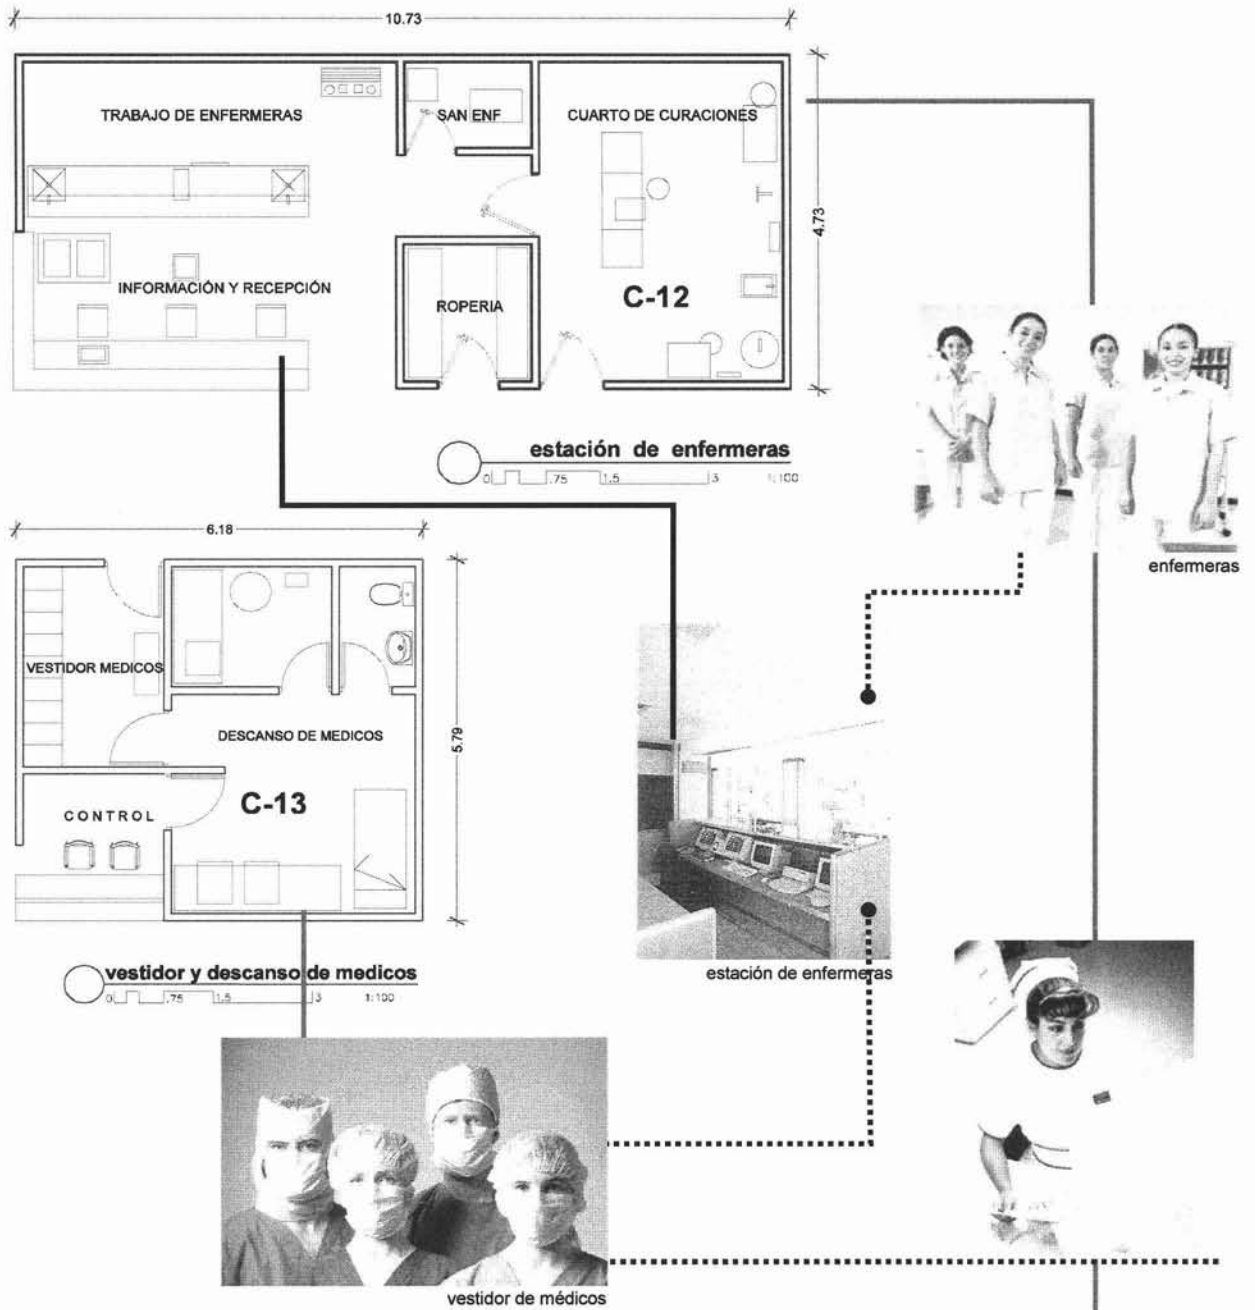 10.73
TRABAJO DE ENFERMERAS
SAN ENF
CUARTO DE CURACIONES
4.73
INFORMACIÓN Y RECEPCIÓN
ROPERIA
C-12
estación de enfermeras
0 .75 1.5 3 1:100
enfermeras
6.18
VESTIDOR MEDICOS
DESCANSO DE MEDICOS
5.79
CONTROL
C-13
vestidor y descanso de medicos
0 .75 1.5 3 1:100
estación de enfermeras
vestidor de médicos